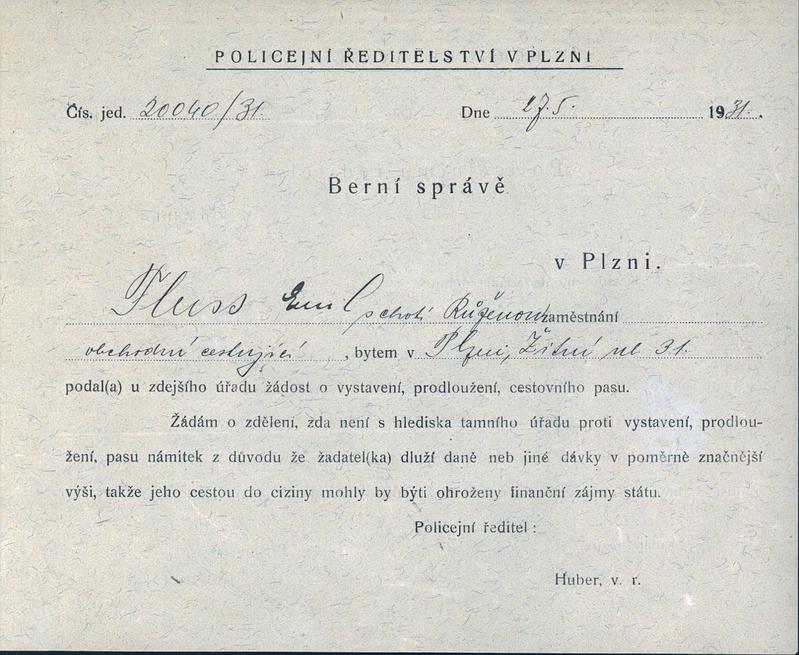 POLICEJNÍ ŘEDITELSTVÍ V PLZNI
Čís. jed. 20040/31. Dne 27.5. 1931.
Berní správě
v Plzni.
Fluss Emil s chotí Růženou zaměstnání
obchodní cestující, bytem v Plzni, Žitní ul 31.
podal(a) u zdejšího úřadu žádost o vystavení, prodloužení, cestovního pasu.
Žádám o zdělení, zda není s hlediska tamního úřadu proti vystavení, prodlou-
žení, pasu námitek z důvodu že žadatel(ka) dluží daně neb jiné dávky v poměrně značnější
výši, takže jeho cestou do ciziny mohly by býti ohroženy finanční zájmy státu.
Policejní ředitel:
Huber, v. r.